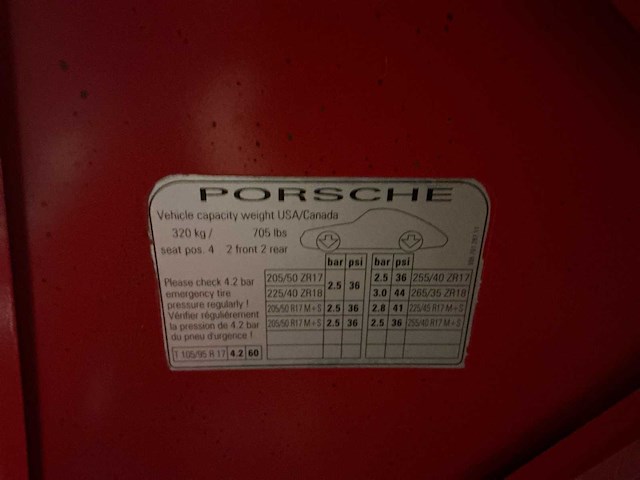 PORSCHE
Vehicle capacity weight USA/Canada
320 kg / 705 lbs
seat pos. 4 2 front 2 rear
bar psi bar psi
Please check 4.2 bar
emergency tire
pressure regularly !
Vérifier régulièrement
la pression de 4.2 bar
du pneu d'urgence !
T 105/95 R 17 4.2 60
205/50 ZR17 2.5 36 2.5 36 255/40 ZR17
225/40 ZR18 3.0 44 265/35 ZR18
205/50 R17 M+S 2.5 36 2.8 41 225/45 R17 M+S
205/50 R17 M+S 2.5 36 2.5 36 255/40 R17 M+S